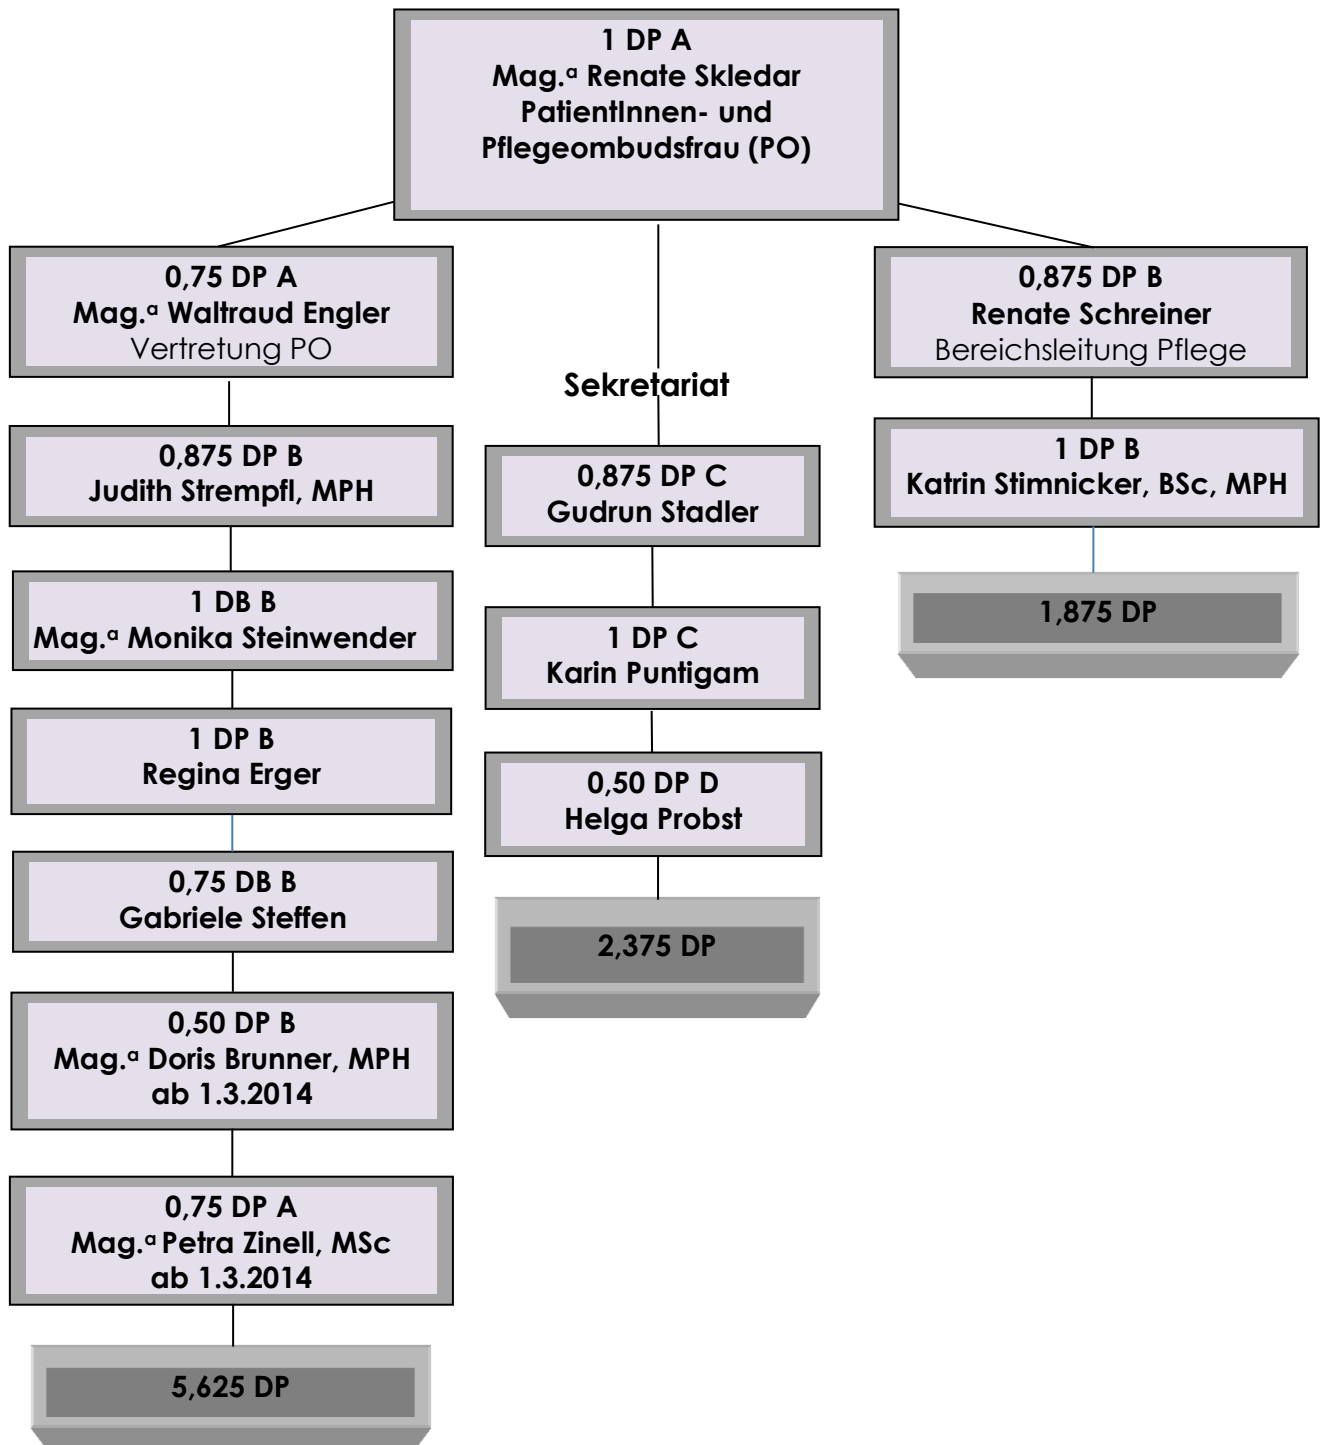 1 DP A
Mag.ª Renate Skledar
PatientInnen- und
Pflegeombudsfrau (PO)
0,75 DP A
Mag.ª Waltraud Engler
Vertretung PO
0,875 DP B
Judith Strempfl, MPH
1 DB B
Mag.ª Monika Steinwender
1 DP B
Regina Erger
0,75 DB B
Gabriele Steffen
0,50 DP B
Mag.ª Doris Brunner, MPH
ab 1.3.2014
0,75 DP A
Mag.ª Petra Zinell, MSc
ab 1.3.2014
5,625 DP
Sekretariat
0,875 DP C
Gudrun Stadler
1 DP C
Karin Puntigam
0,50 DP D
Helga Probst
2,375 DP
0,875 DP B
Renate Schreiner
Bereichsleitung Pflege
1 DP B
Katrin Stimnicker, BSc, MPH
1,875 DP